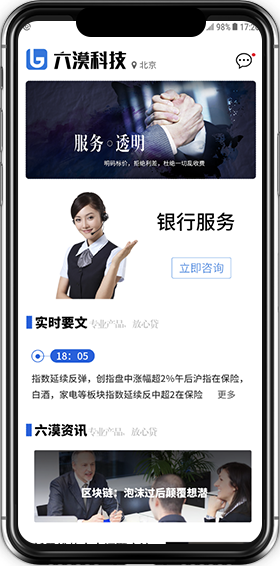 98% 17:20
六漠科技 北京
服务·透明
明码标价，拒绝利差，杜绝一切乱收费
银行服务
立即咨询
实时要文 专业产品，放心贷
18：05
指数延续反弹，创指盘中涨幅超2%午后沪指在保险，
白酒，家电等板块指数延续反中超2在保险 更多
六漠资讯 专业产品，放心贷
区块链：泡沫过后颠覆想潜